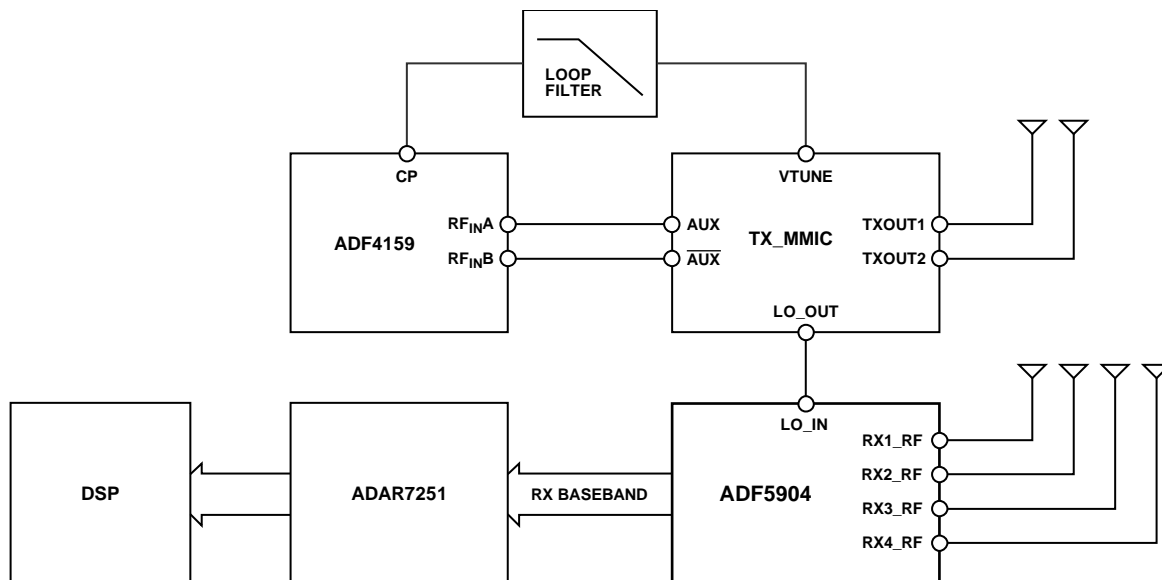 LOOP
FILTER
CP
VTUNE
RFINA
AUX
TXOUT1
ADF4159
TX_MMIC
RFINB
A̅U̅X̅
TXOUT2
LO_OUT
LO_IN
RX1_RF
RX2_RF
DSP
ADAR7251
RX BASEBAND
ADF5904
RX3_RF
RX4_RF